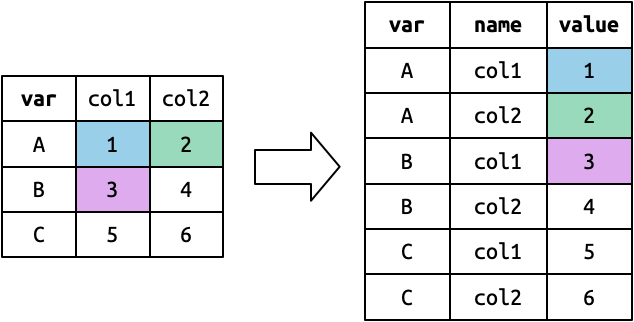 var col1 col2
A 1 2
B 3 4
C 5 6
var name value
A col1 1
A col2 2
B col1 3
B col2 4
C col1 5
C col2 6